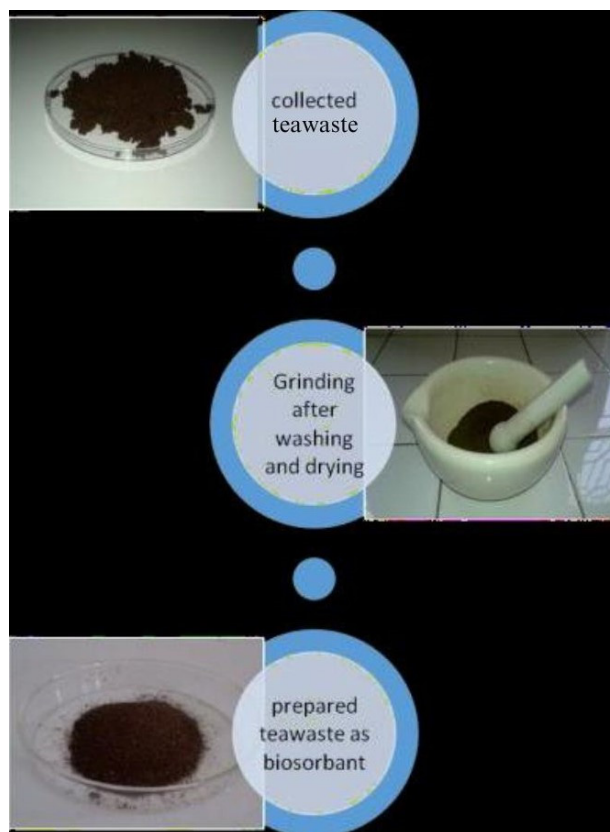 collected
teawaste
Grinding
after
washing
and drying
prepared
teawaste as
biosorbant